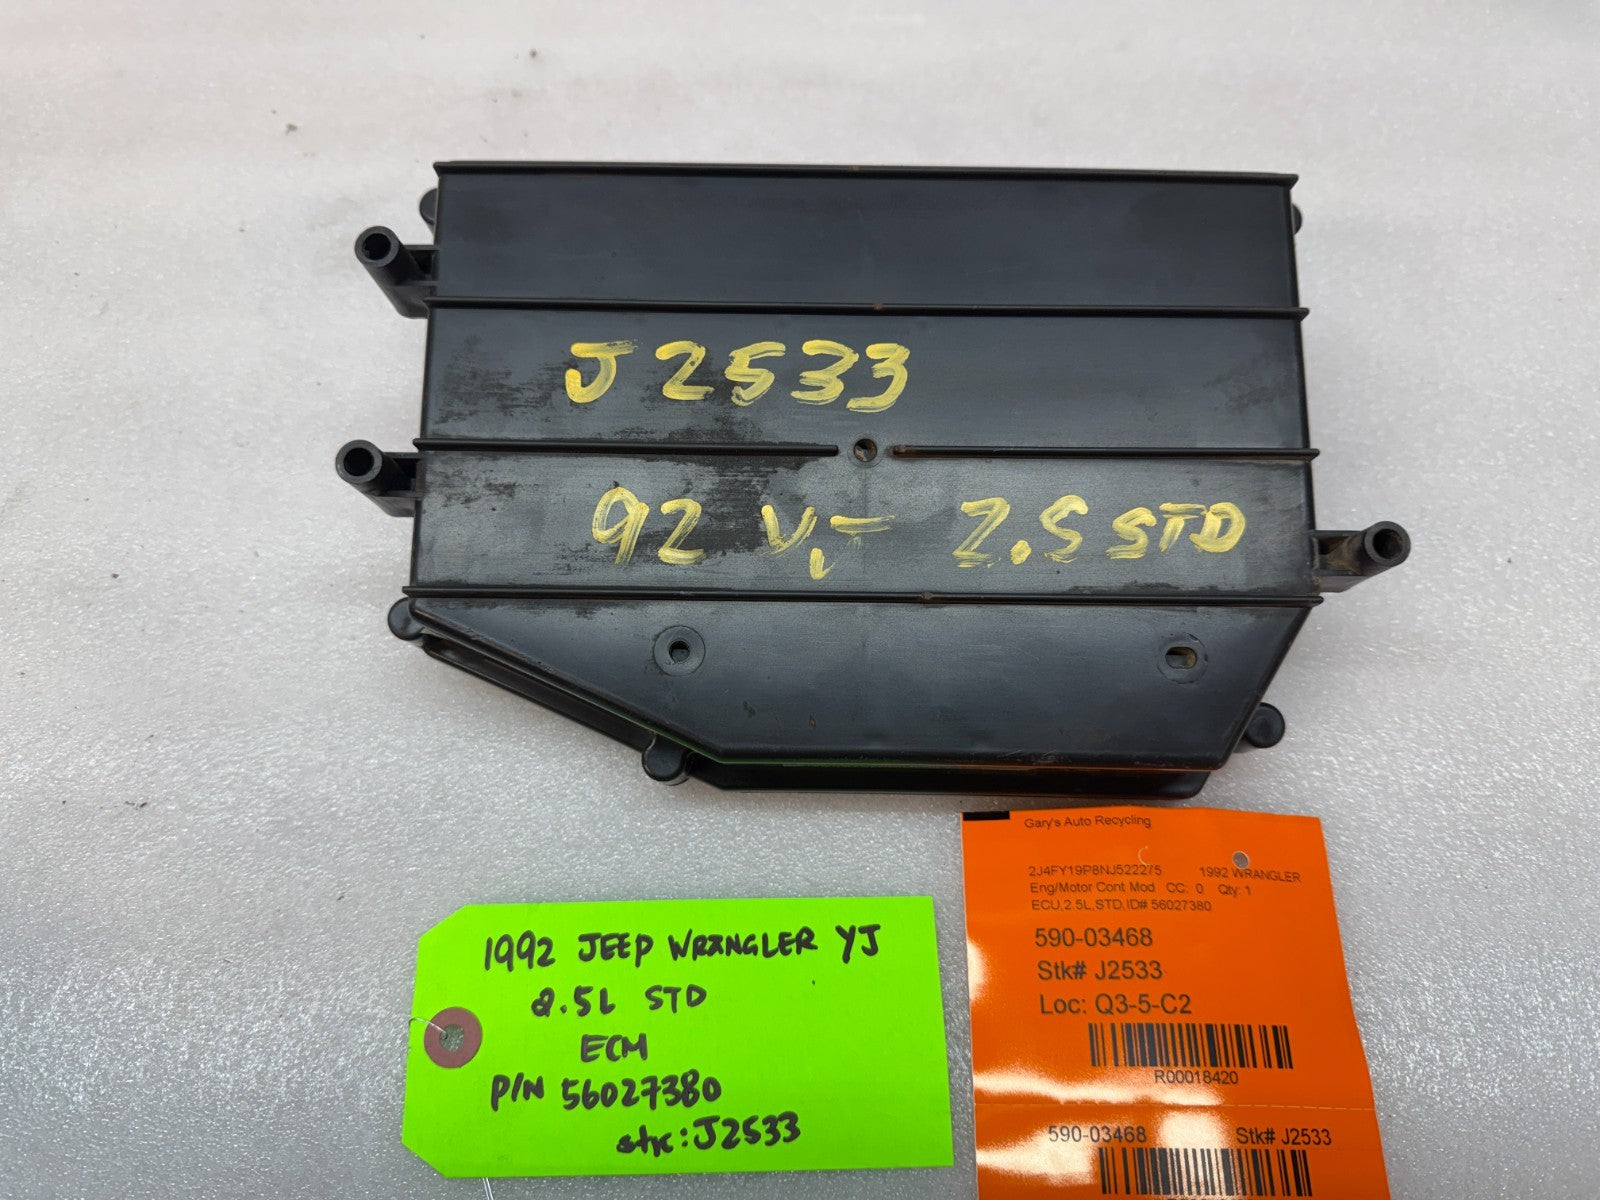 J2533
92 YJ 2.5 STD
1992 JEEP WRANGLER YJ
2.5L STD
ECM
P/N 56027380
stk: J2533
Gary's Auto Recycling
2J4FY19P8NJ522275 1992 WRANGLER
Eng/Motor Cont Mod CC: 0 Qty: 1
ECU,2.5L,STD,ID# 56027380
590-03468
Stk# J2533
Loc: Q3-5-C2
R00018420
590-03468 Stk# J2533